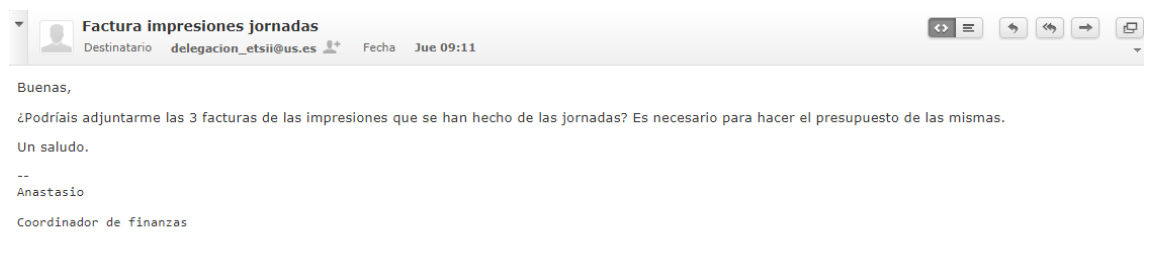 Factura impresiones jornadas
Destinatario delegacion_etsii@us.es Fecha Jue 09:11
Buenas,
¿Podríais adjuntarme las 3 facturas de las impresiones que se han hecho de las jornadas? Es necesario para hacer el presupuesto de las mismas.
Un saludo.
--
Anastasio
Coordinador de finanzas